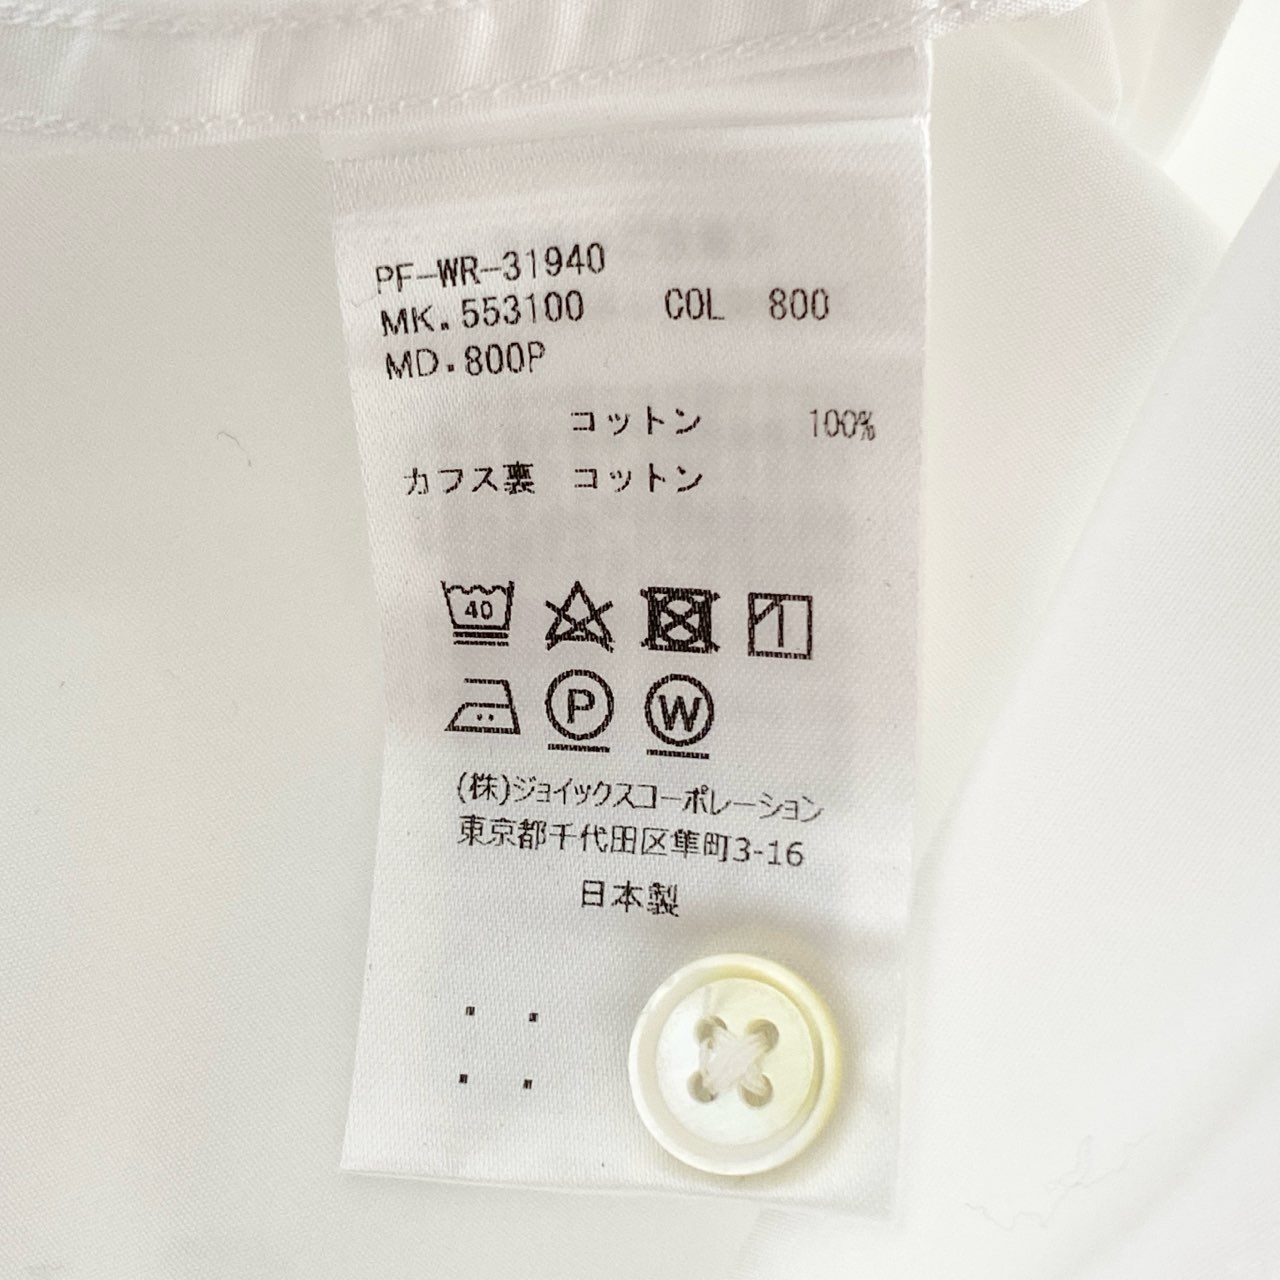 PF-WR-31940
MK.553100 COL 800
MD.800P
コットン 100%
カフス裏 コットン
40
P W
(株)ジョイックスコーポレーション
東京都千代田区隼町3-16
日本製